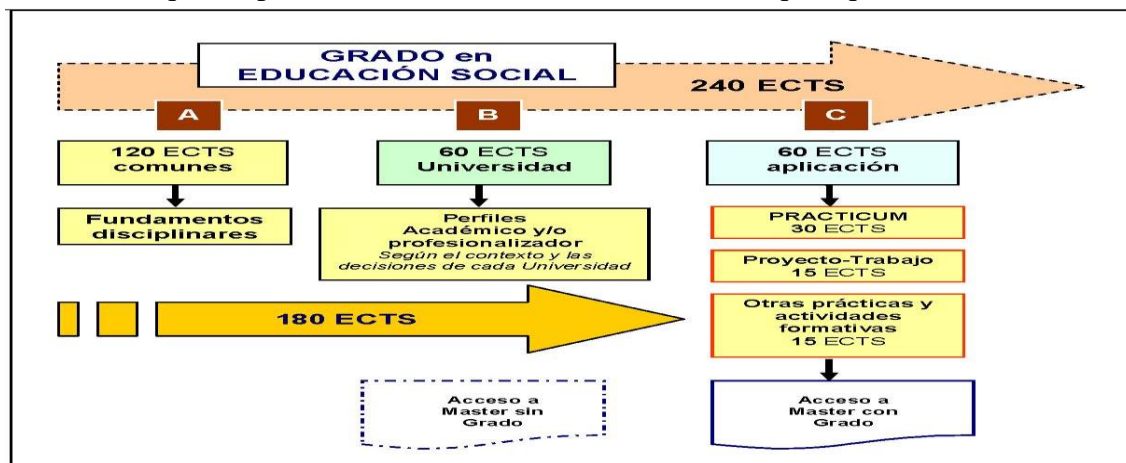 GRADO en
EDUCACIÓN SOCIAL
240 ECTS
A
B
C
120 ECTS
comunes
60 ECTS
Universidad
60 ECTS
aplicación
Fundamentos
disciplinares
Perfiles
Académico y/o
profesionalizador
Según el contexto y las
decisiones de cada Universidad
PRACTICUM
30 ECTS
Proyecto-Trabajo
15 ECTS
Otras prácticas y
actividades
formativas
15 ECTS
180 ECTS
Acceso a
Master sin
Grado
Acceso a
Master con
Grado